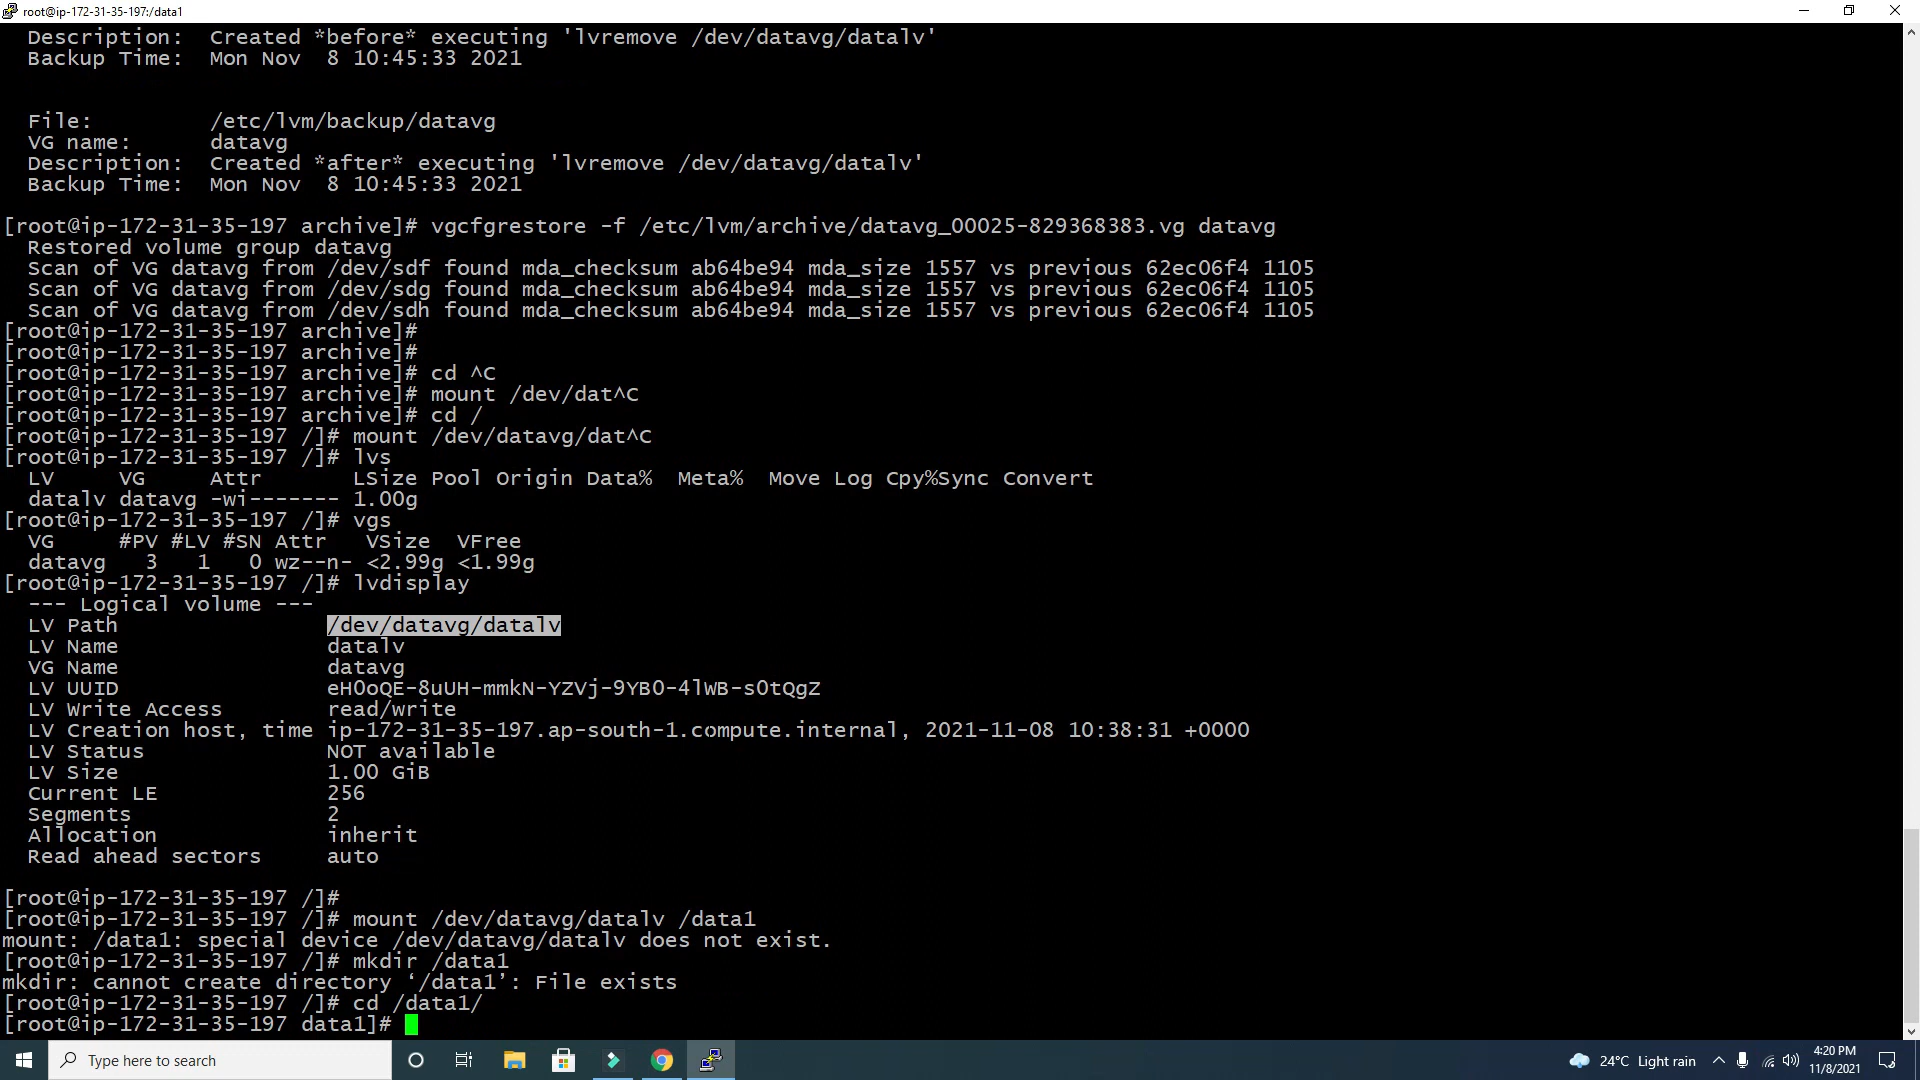 root@ip-172-31-35-197:/data1
Description:  Created *before* executing 'lvremove /dev/datavg/datalv'
Backup Time:  Mon Nov  8 10:45:33 2021
File:         /etc/lvm/backup/datavg
VG name:      datavg
Description:  Created *after* executing 'lvremove /dev/datavg/datalv'
Backup Time:  Mon Nov  8 10:45:33 2021
[root@ip-172-31-35-197 archive]# vgcfgrestore -f /etc/lvm/archive/datavg_00025-829368383.vg datavg
Restored volume group datavg
Scan of VG datavg from /dev/sdf found mda_checksum ab64be94 mda_size 1557 vs previous 62ec06f4 1105
Scan of VG datavg from /dev/sdg found mda_checksum ab64be94 mda_size 1557 vs previous 62ec06f4 1105
Scan of VG datavg from /dev/sdh found mda_checksum ab64be94 mda_size 1557 vs previous 62ec06f4 1105
[root@ip-172-31-35-197 archive]#
[root@ip-172-31-35-197 archive]#
[root@ip-172-31-35-197 archive]# cd ^C
[root@ip-172-31-35-197 archive]# mount /dev/dat^C
[root@ip-172-31-35-197 archive]# cd /
[root@ip-172-31-35-197 /]# mount /dev/datavg/dat^C
[root@ip-172-31-35-197 /]# lvs
LV     VG     Attr       LSize Pool Origin Data%  Meta%  Move Log Cpy%Sync Convert
datalv datavg -wi------- 1.00g
[root@ip-172-31-35-197 /]# vgs
VG     #PV #LV #SN Attr   VSize  VFree
datavg   3   1   0 wz--n- <2.99g <1.99g
[root@ip-172-31-35-197 /]# lvdisplay
--- Logical volume ---
LV Path                /dev/datavg/datalv
LV Name                datalv
VG Name                datavg
LV UUID                eH0oQE-8uUH-mmkN-YZVj-9YBO-4lWB-s0tQgZ
LV Write Access        read/write
LV Creation host, time ip-172-31-35-197.ap-south-1.compute.internal, 2021-11-08 10:38:31 +0000
LV Status              NOT available
LV Size                1.00 GiB
Current LE             256
Segments               2
Allocation             inherit
Read ahead sectors     auto
[root@ip-172-31-35-197 /]#
[root@ip-172-31-35-197 /]# mount /dev/datavg/datalv /data1
mount: /data1: special device /dev/datavg/datalv does not exist.
[root@ip-172-31-35-197 /]# mkdir /data1
mkdir: cannot create directory ‘/data1’: File exists
[root@ip-172-31-35-197 /]# cd /data1/
[root@ip-172-31-35-197 data1]#
Type here to search
24°C Light rain
4:20 PM
11/8/2021